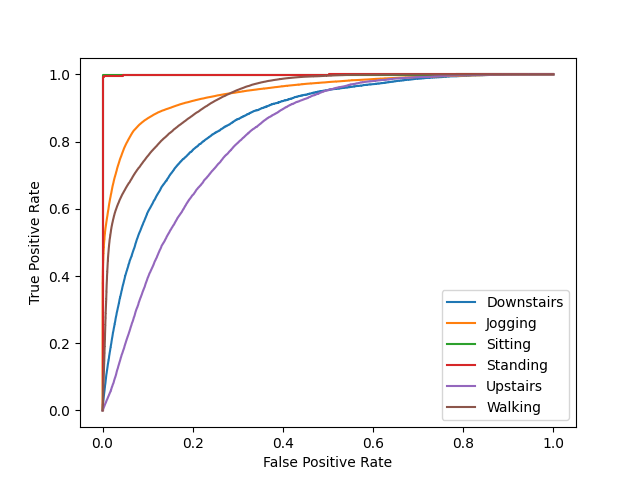 1.0
0.8
0.6
0.4
0.2
0.0
True Positive Rate
0.0 0.2 0.4 0.6 0.8 1.0
False Positive Rate
Downstairs
Jogging
Sitting
Standing
Upstairs
Walking